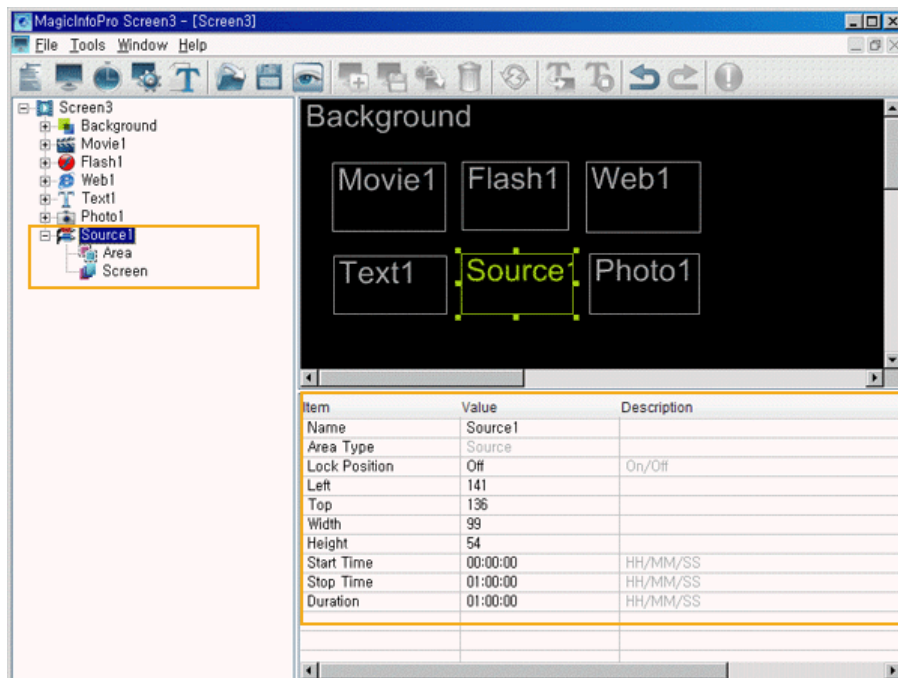 MagicInfoPro Screen3 - [Screen3]
File Tools Window Help
Screen3
Background
Movie1
Flash1
Web1
Text1
Photo1
Source1
Area
Screen
Background
Movie1 Flash1 Web1
Text1 Source1 Photo1
Item Value Description
Name Source1
Area Type Source
Lock Position Off On/Off
Left 141
Top 136
Width 99
Height 54
Start Time 00:00:00 HH/MM/SS
Stop Time 01:00:00 HH/MM/SS
Duration 01:00:00 HH/MM/SS